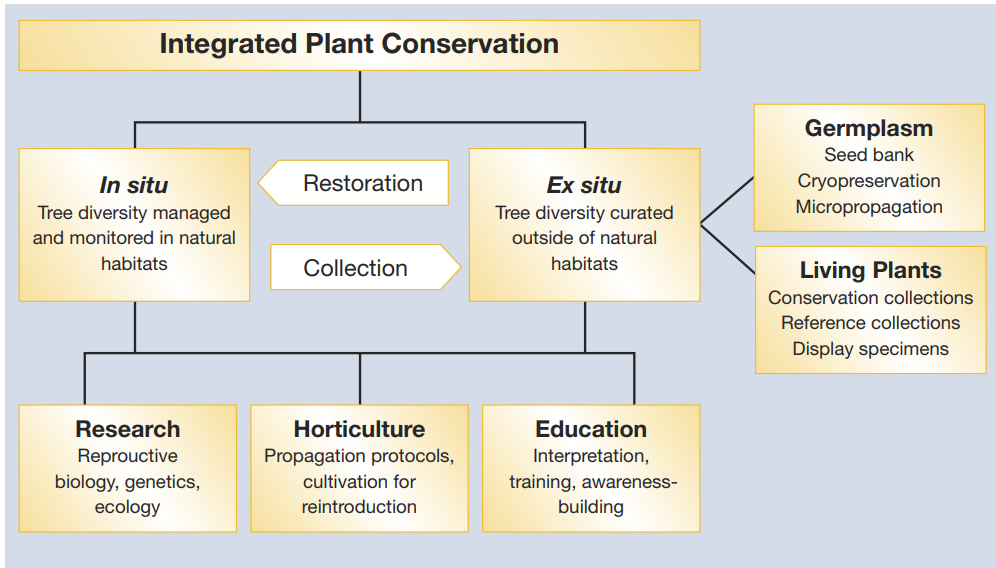 Integrated Plant Conservation
In situ
Tree diversity managed
and monitored in natural
habitats
Restoration
Collection
Ex situ
Tree diversity curated
outside of natural
habitats
Germplasm
Seed bank
Cryopreservation
Micropropagation
Living Plants
Conservation collections
Reference collections
Display specimens
Research
Reprouctive
biology, genetics,
ecology
Horticulture
Propagation protocols,
cultivation for
reintroduction
Education
Interpretation,
training, awareness-
building